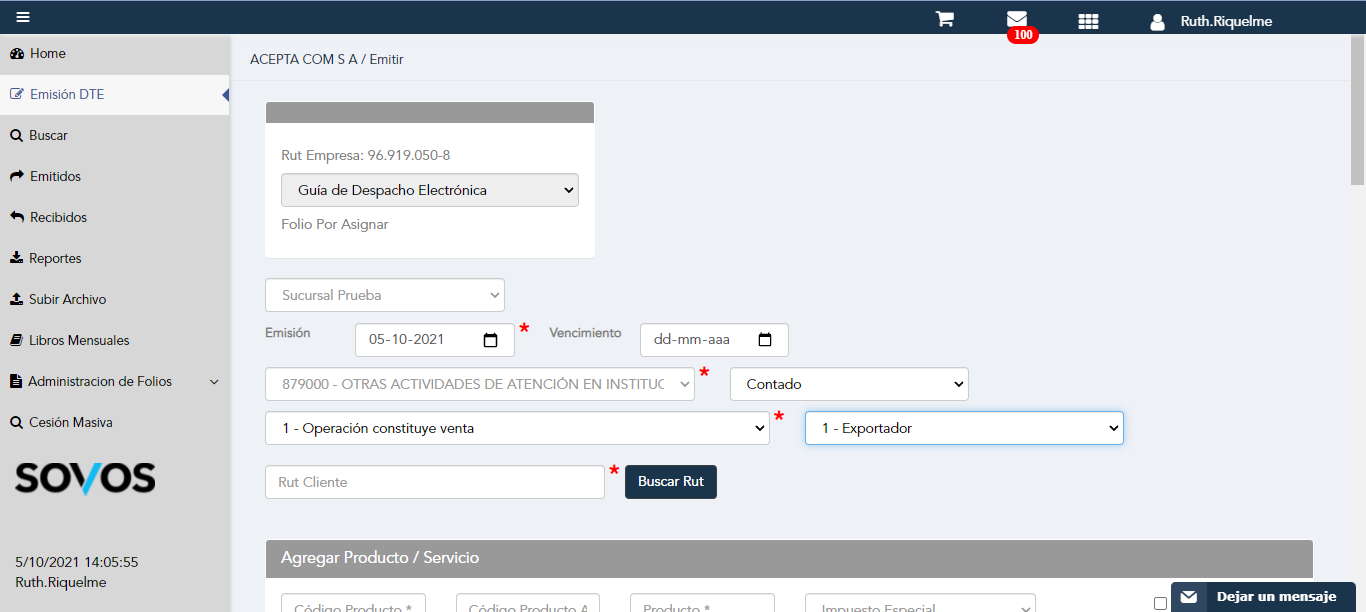 100
Ruth.Riquelme
Home
Emisión DTE
Buscar
Emitidos
Recibidos
Reportes
Subir Archivo
Libros Mensuales
Administracion de Folios
Cesión Masiva
SOVOS
5/10/2021 14:05:55
Ruth.Riquelme
ACEPTA COM S A / Emitir
Rut Empresa: 96.919.050-8
Guía de Despacho Electrónica
Folio Por Asignar
Sucursal Prueba
Emisión 05-10-2021 * Vencimiento dd-mm-aaa
879000 - OTRAS ACTIVIDADES DE ATENCIÓN EN INSTITUC * Contado
1 - Operación constituye venta * 1 - Exportador
Rut Cliente * Buscar Rut
Agregar Producto / Servicio
Código Producto * Código Producto A Producto * Impuesto Especial
Dejar un mensaje